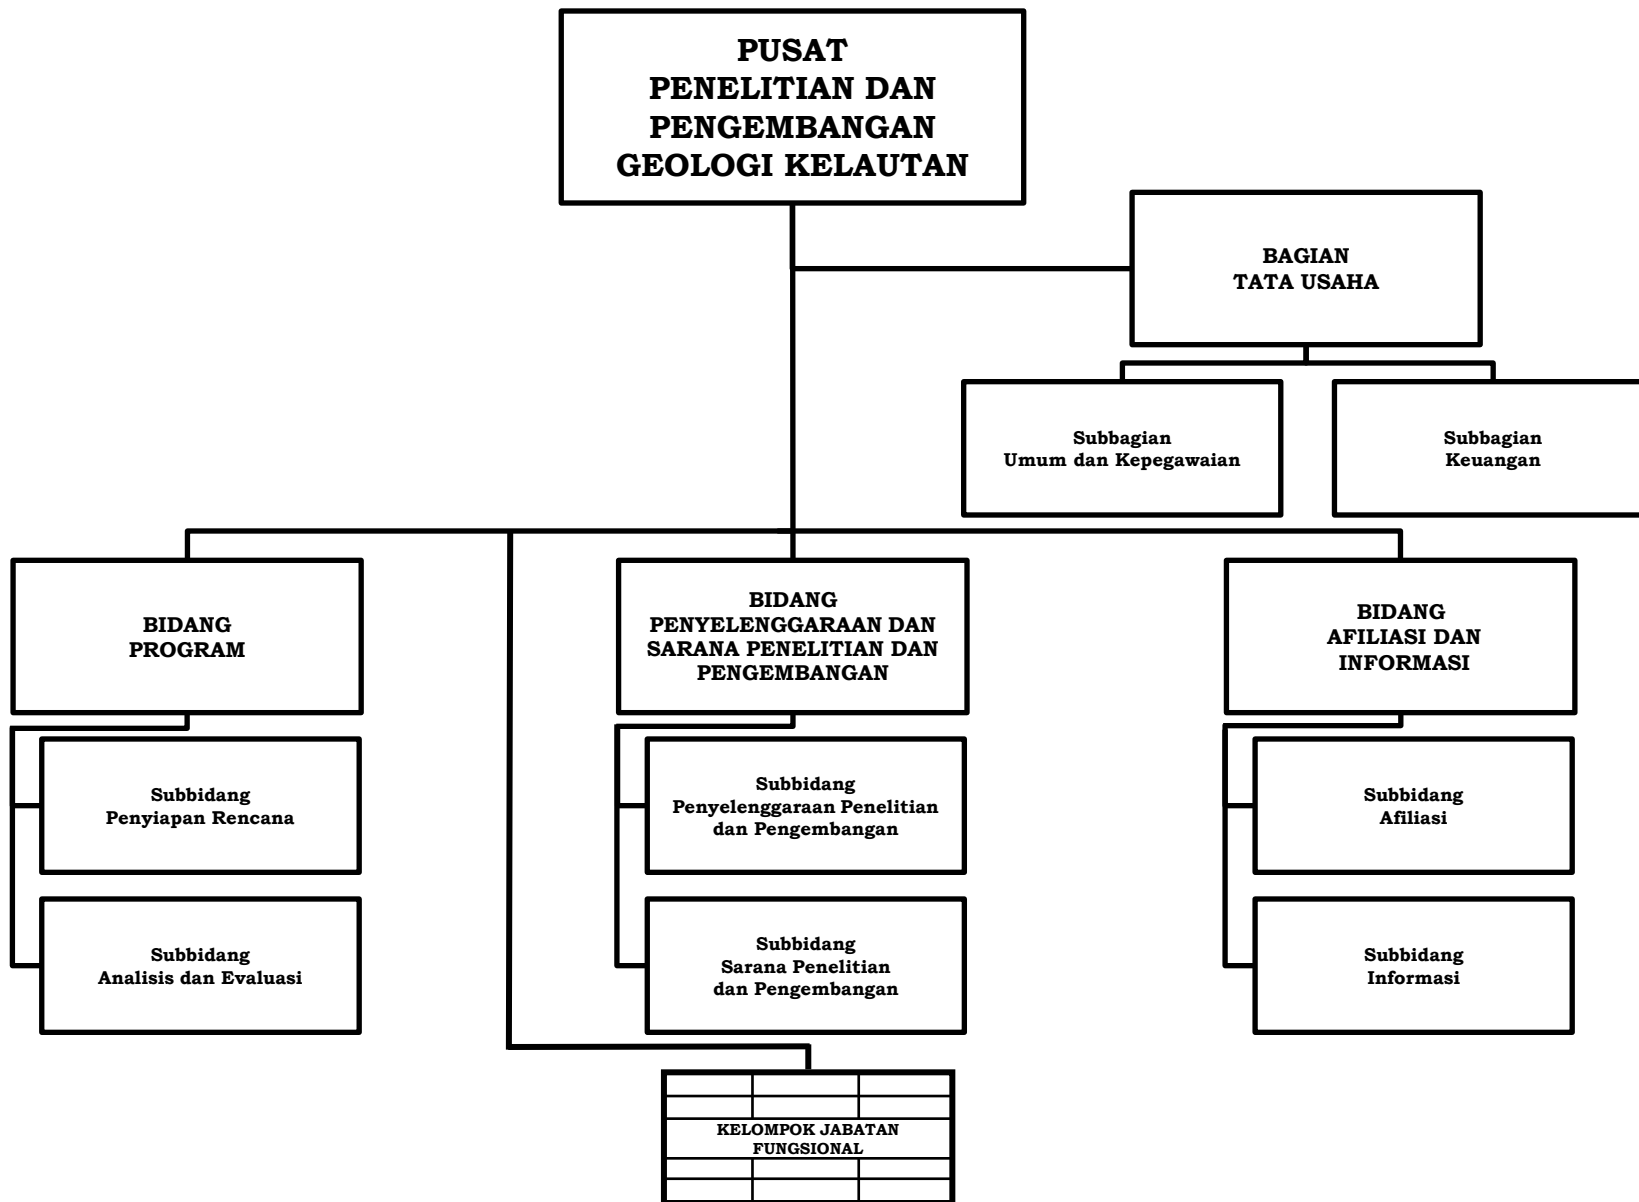 PUSAT
PENELITIAN DAN
PENGEMBANGAN
GEOLOGI KELAUTAN
BAGIAN
TATA USAHA
Subbagian
Umum dan Kepegawaian
Subbagian
Keuangan
BIDANG
PROGRAM
BIDANG
PENYELENGGARAAN DAN
SARANA PENELITIAN DAN
PENGEMBANGAN
BIDANG
AFILIASI DAN
INFORMASI
Subbidang
Penyiapan Rencana
Subbidang
Penyelenggaraan Penelitian
dan Pengembangan
Subbidang
Afiliasi
Subbidang
Analisis dan Evaluasi
Subbidang
Sarana Penelitian
dan Pengembangan
Subbidang
Informasi
KELOMPOK JABATAN
FUNGSIONAL